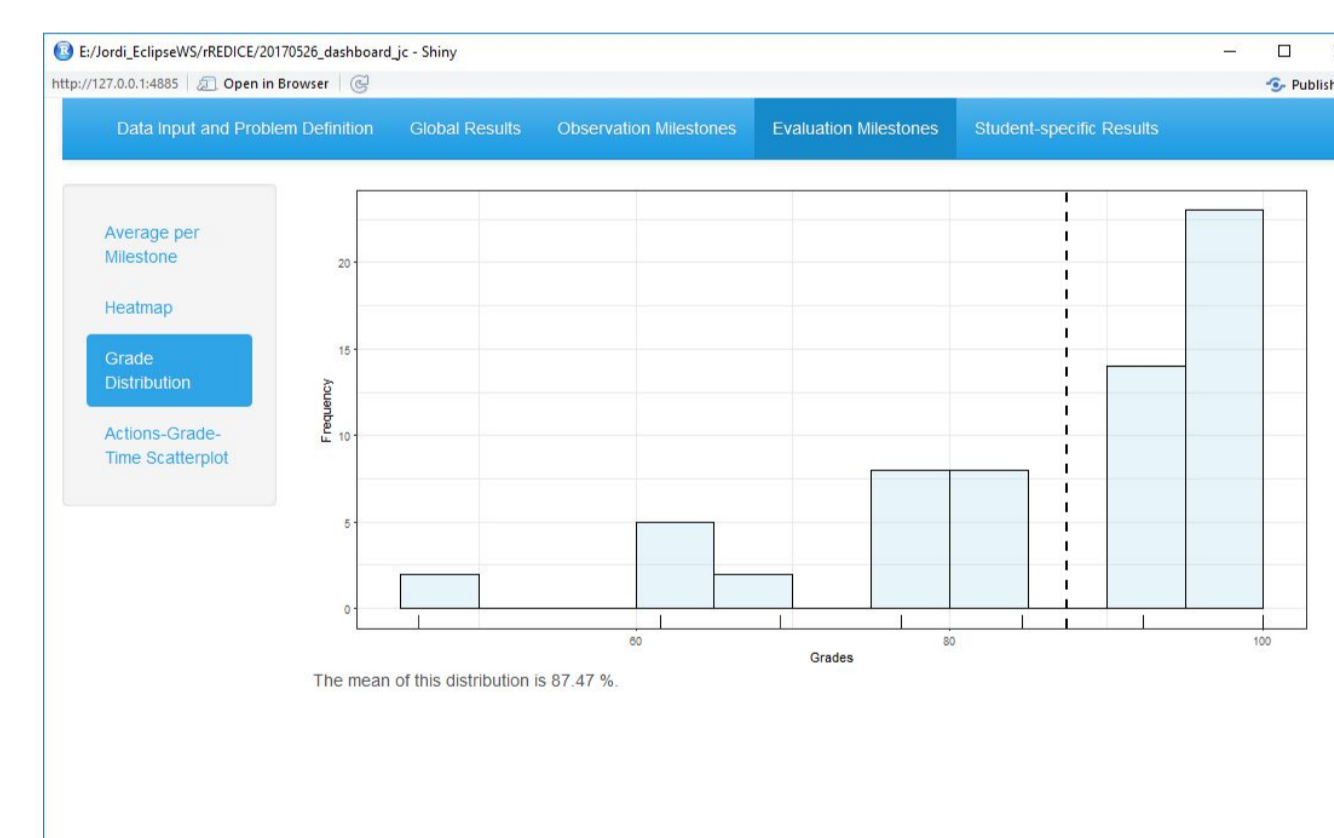 E:/Jordi_EclipseWS/rREDICE/20170526_dashboard_jc - Shiny
http://127.0.0.1:4885 Open in Browser
Publish
Data Input and Problem Definition Global Results Observation Milestones Evaluation Milestones Student-specific Results
Average per
Milestone
Heatmap
Grade
Distribution
Actions-Grade-
Time Scatterplot
Frequency
20
15
10
5
0
60 80 100
Grades
The mean of this distribution is 87.47 %.